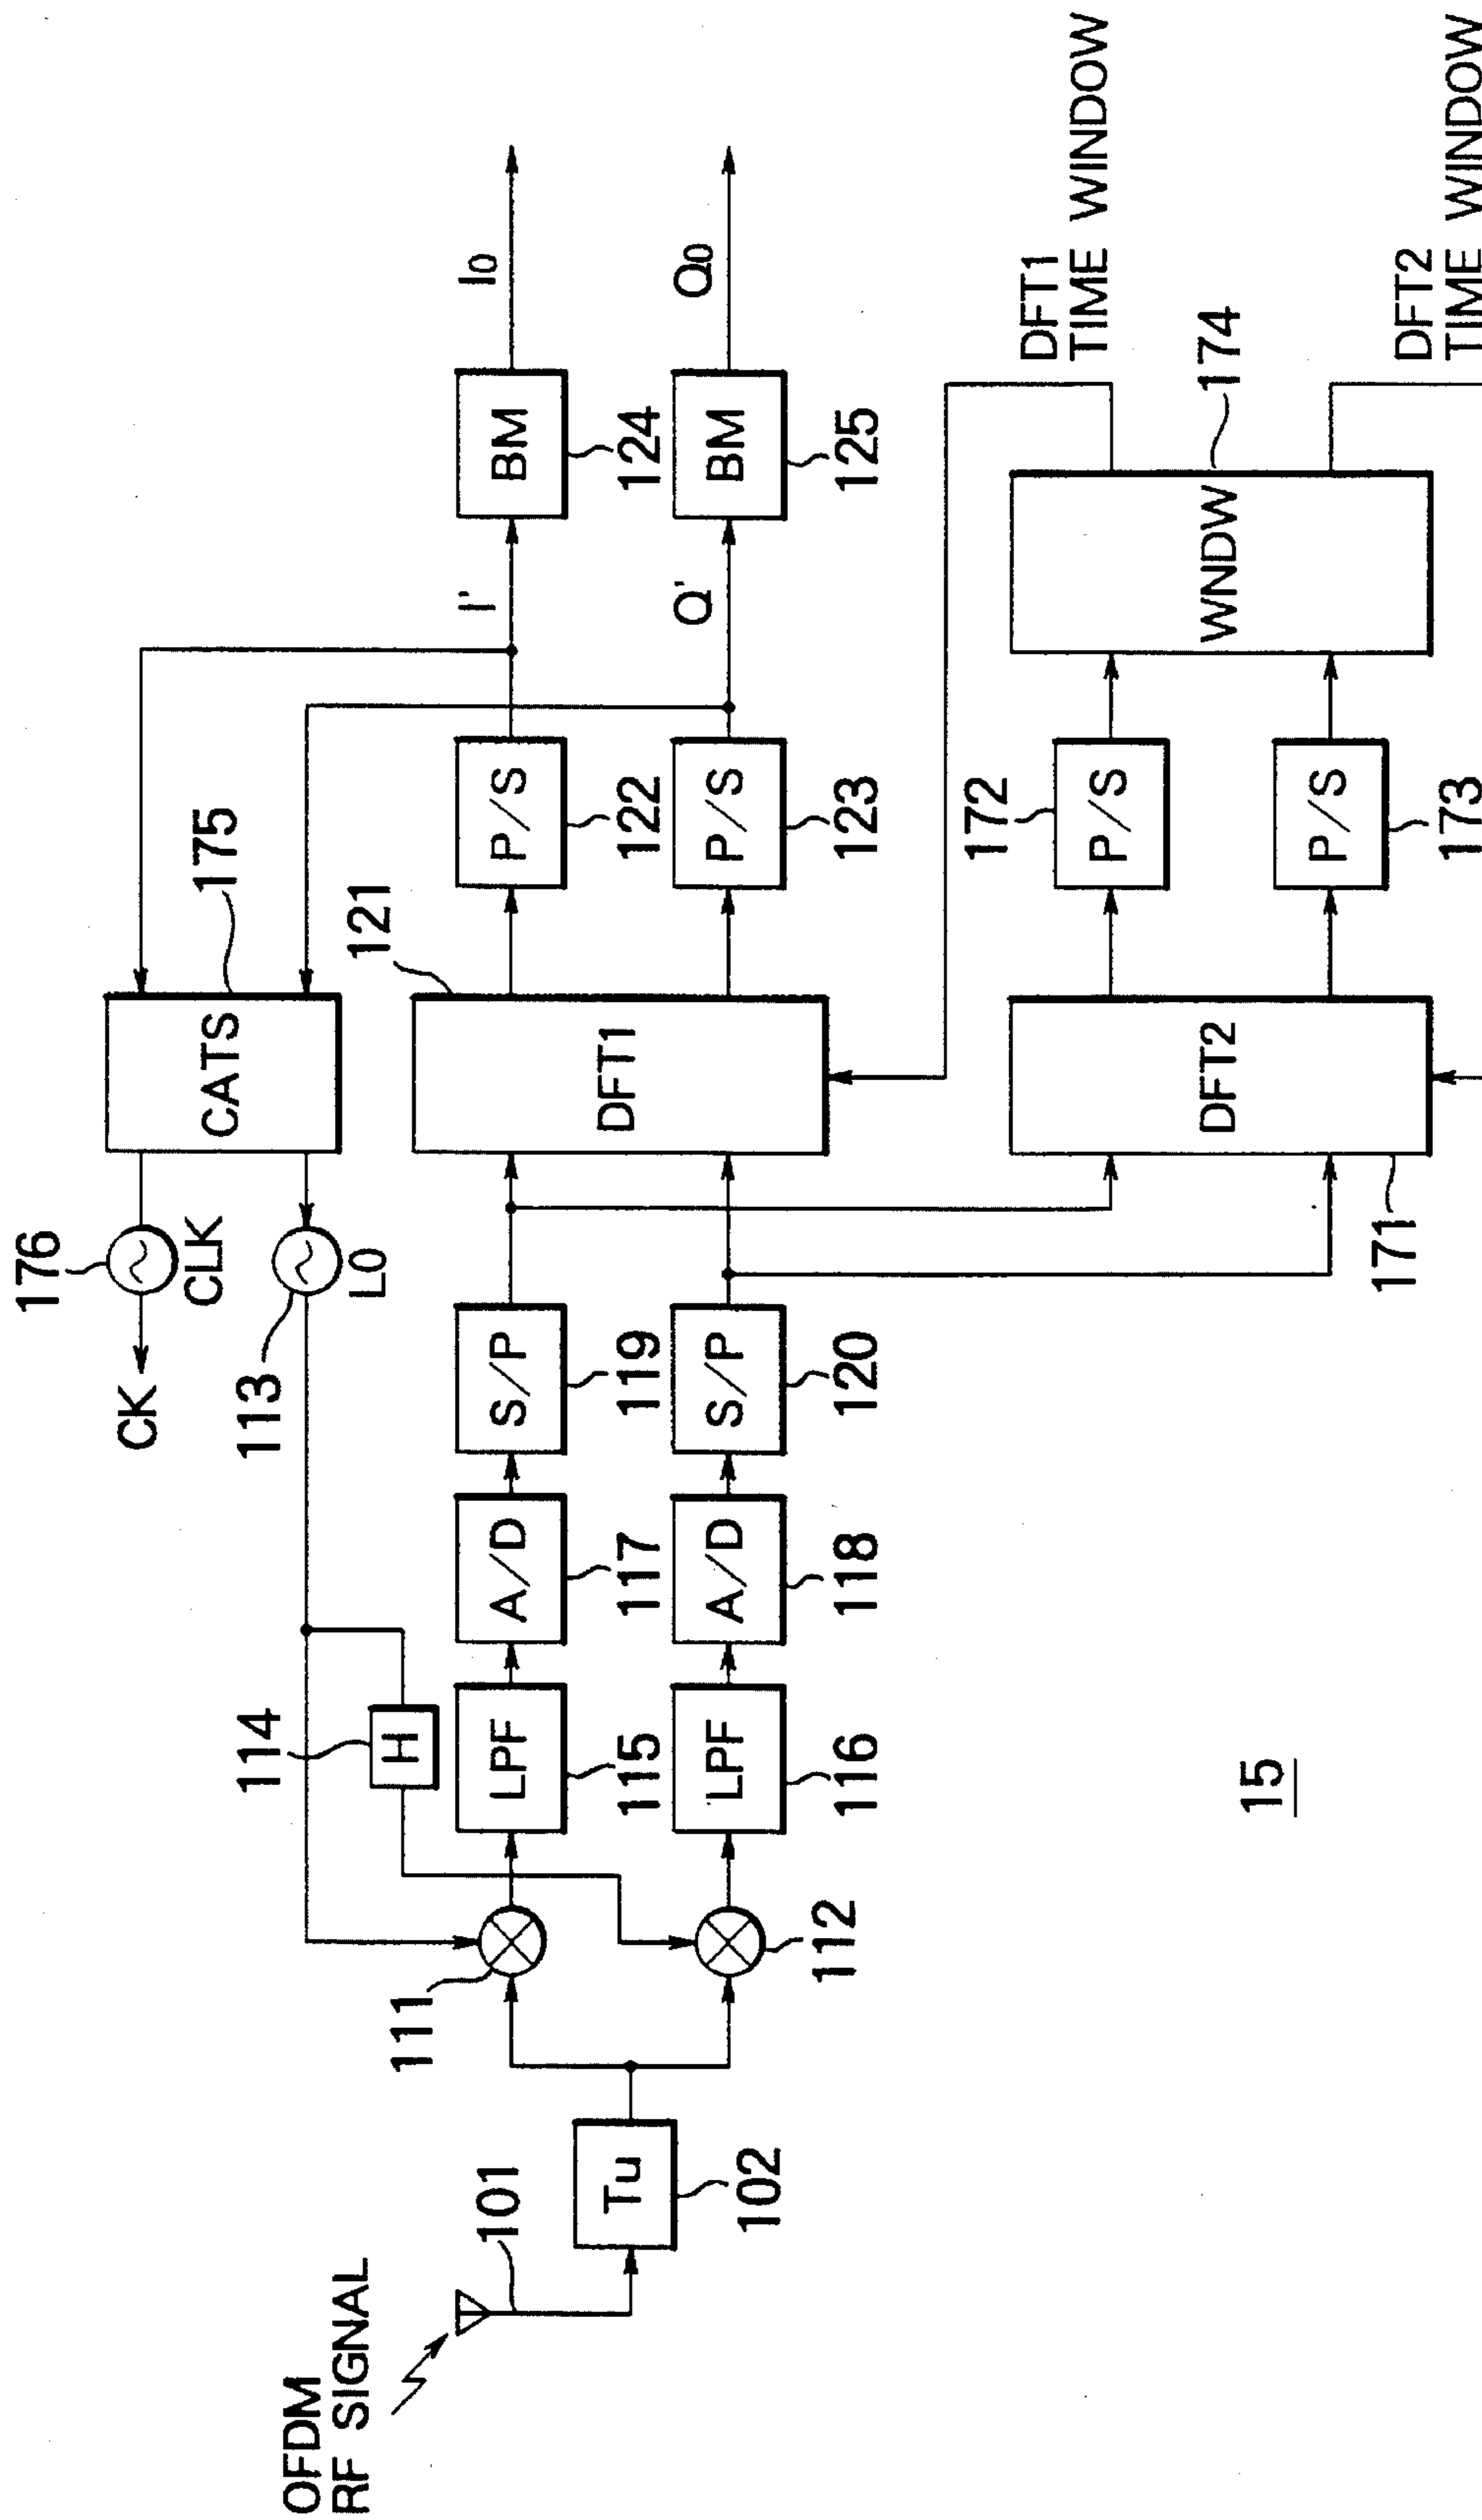 OFDM
RF SIGNAL
101
Tu
102
111
112
114
H
LPF
115
LPF
116
A/D
117
A/D
118
S/P
119
S/P
120
CK
176
CLK
113
LO
CATS
175
121
DFT1
P/S
122
P/S
123
I'
Q'
BM
124
BM
125
I0
Q0
DFT2
171
172
P/S
P/S
173
WNDW
174
DFT1
TIME WINDOW
DFT2
TIME WINDOW
15